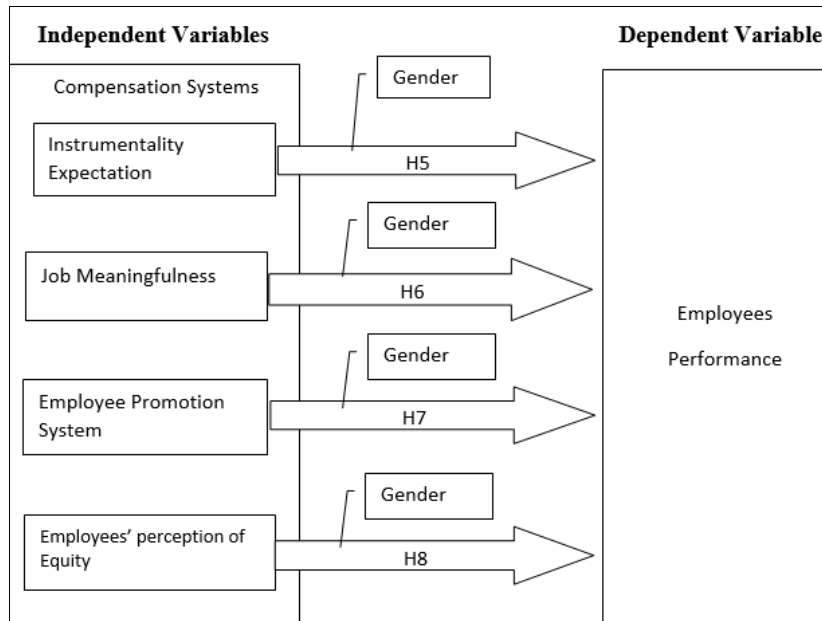 Independent Variables
Dependent Variable
Compensation Systems
Gender
Instrumentality
Expectation
H5
Gender
Job Meaningfulness
H6
Employees
Performance
Gender
Employee Promotion
System
H7
Gender
Employees’ perception of
Equity
H8